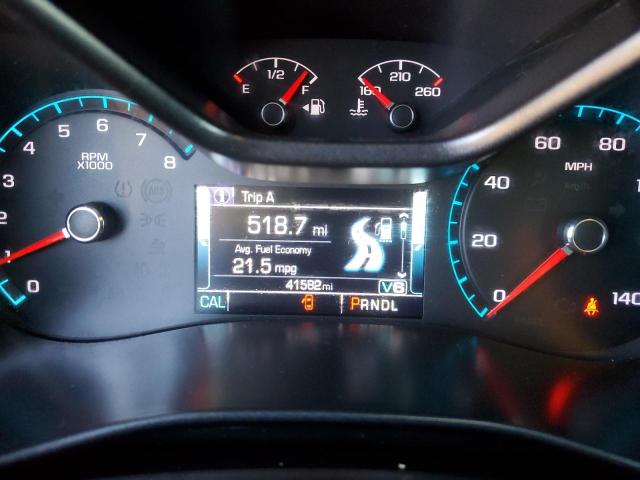 1/2
E F
210
160 260
0 1 2 3 4 5 6 7 8
RPM
X1000
ABS
Trip A
518.7 mi
Avg. Fuel Economy
21.5 mpg
41582 mi
V6
CAL
PRNDL
0 20 40 60 80
140
MPH